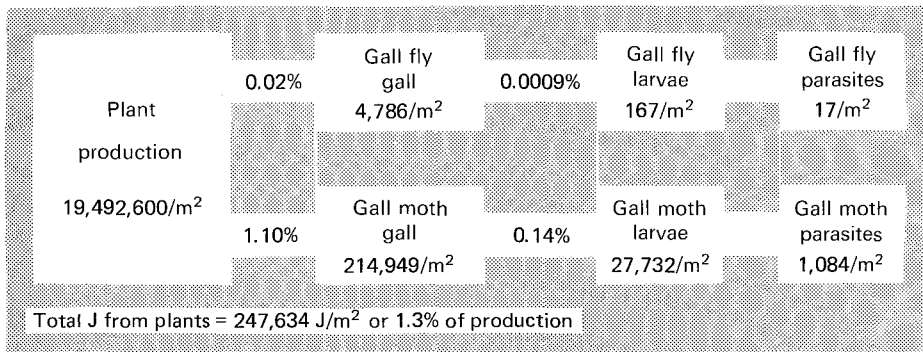 Plant
production
19,492,600/m²
0.02%
Gall fly
gall
4,786/m²
0.0009%
Gall fly
larvae
167/m²
Gall fly
parasites
17/m²
1.10%
Gall moth
gall
214,949/m²
0.14%
Gall moth
larvae
27,732/m²
Gall moth
parasites
1,084/m²
Total J from plants = 247,634 J/m² or 1.3% of production